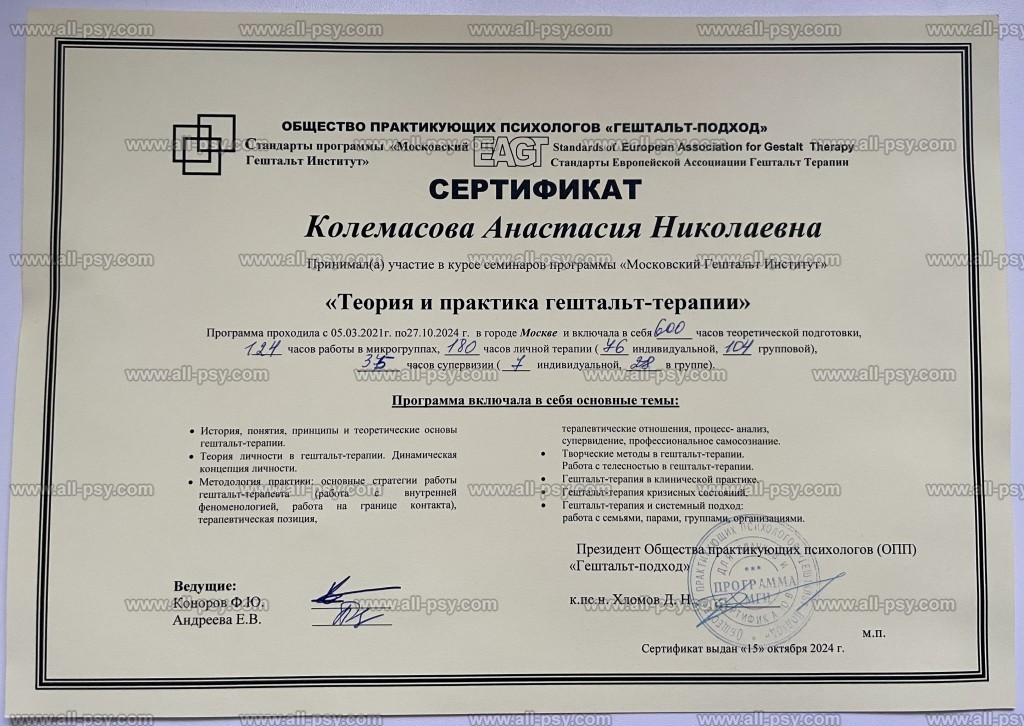 ОБЩЕСТВО ПРАКТИКУЮЩИХ ПСИХОЛОГОВ «ГЕШТАЛЬТ-ПОДХОД»
Стандарты программы «Московский Гештальт Институт»
EAGT
Standards of European Association for Gestalt Therapy
Стандарты Европейской Ассоциации Гештальт Терапии
СЕРТИФИКАТ
Колемасова Анастасия Николаевна
Принимал(а) участие в курсе семинаров программы «Московский Гештальт Институт»
«Теория и практика гештальт-терапии»
Программа проходила с 05.03.2021г. по27.10.2024 г. в городе Москве и включала в себя 600 часов теоретической подготовки,
124 часов работы в микрогруппах, 180 часов личной терапии ( 76 индивидуальной, 104 групповой),
35 часов супервизии ( 7 индивидуальной, 28 в группе).
Программа включала в себя основные темы:
• История, понятия, принципы и теоретические основы
гештальт-терапии.
• Теория личности в гештальт-терапии. Динамическая
концепция личности.
• Методология практики: основные стратегии работы
гештальт-терапевта (работа с внутренней
феноменологией, работа на границе контакта),
терапевтическая позиция,
терапевтические отношения, процесс- анализ,
супервидение, профессиональное самосознание.
• Творческие методы в гештальт-терапии.
Работа с телесностью в гештальт-терапии.
• Гештальт-терапия в клинической практике.
• Гештальт-терапия кризисных состояний.
• Гештальт-терапия и системный подход:
работа с семьями, парами, группами, организациями.
Президент Общества практикующих психологов (ОПП)
«Гештальт-подход»
к.пс.н. Хломов Д. Н.
Ведущие:
Коноров Ф.Ю.
Андреева Е.В.
ПРОГРАММА
МГИ
м.п.
Сертификат выдан «15» октября 2024 г.
www.all-psy.com